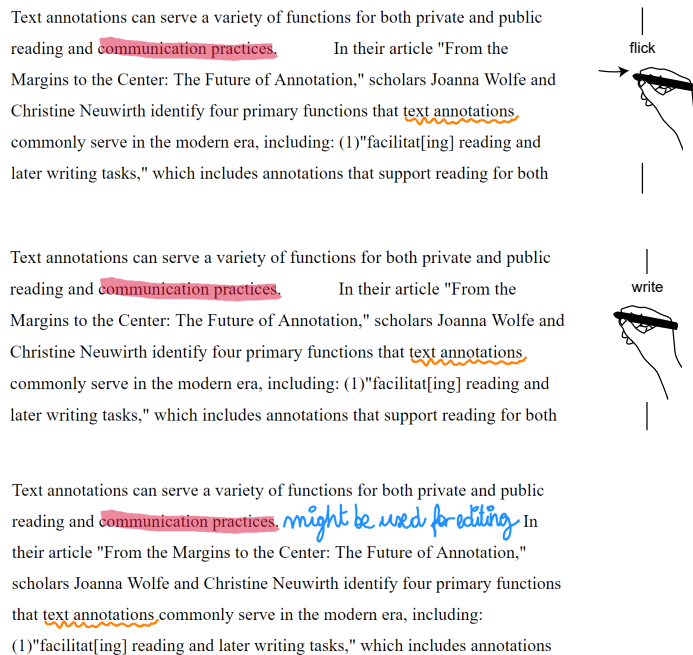 Text annotations can serve a variety of functions for both private and public
reading and communication practices. In their article "From the
Margins to the Center: The Future of Annotation," scholars Joanna Wolfe and
Christine Neuwirth identify four primary functions that text annotations
commonly serve in the modern era, including: (1)"facilitat[ing] reading and
later writing tasks," which includes annotations that support reading for both
flick
Text annotations can serve a variety of functions for both private and public
reading and communication practices. In their article "From the
Margins to the Center: The Future of Annotation," scholars Joanna Wolfe and
Christine Neuwirth identify four primary functions that text annotations
commonly serve in the modern era, including: (1)"facilitat[ing] reading and
later writing tasks," which includes annotations that support reading for both
write
Text annotations can serve a variety of functions for both private and public
reading and communication practices. might be used for editing In
their article "From the Margins to the Center: The Future of Annotation,"
scholars Joanna Wolfe and Christine Neuwirth identify four primary functions
that text annotations commonly serve in the modern era, including:
(1)"facilitat[ing] reading and later writing tasks," which includes annotations